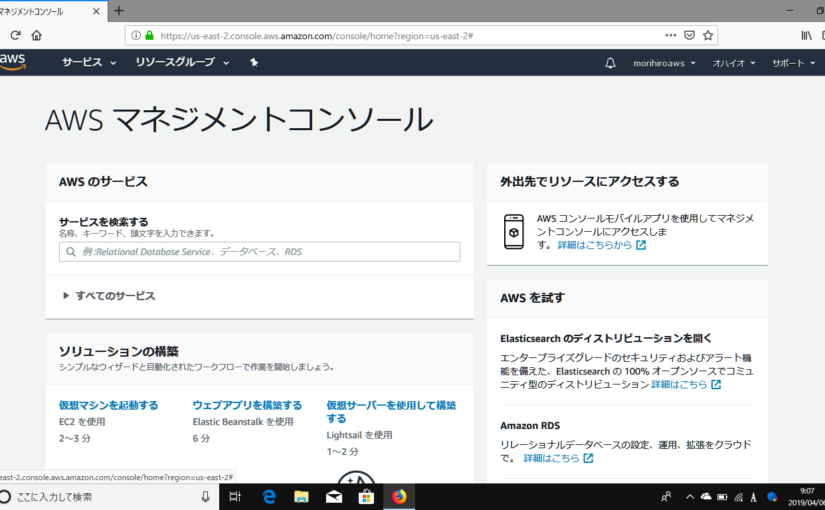 マネジメントコンソール
https://us-east-2.console.aws.amazon.com/console/home?region=us-east-2#
aws サービス リソースグループ morihiroaws オハイオ サポート
AWS マネジメントコンソール
AWS のサービス
サービスを検索する
名称、キーワード、頭文字を入力できます。
例:Relational Database Service、データベース、RDS
すべてのサービス
ソリューションの構築
シンプルなウィザードと自動化されたワークフローで作業を開始しましょう。
仮想マシンを起動する
EC2 を使用
2～3 分
ウェブアプリを構築する
Elastic Beanstalk を使用
6 分
仮想サーバーを使用して構築
する
Lightsail を使用
1～2 分
外出先でリソースにアクセスする
AWS コンソールモバイルアプリを使用してマネジメ
ントコンソールにアクセスしま
す。 詳細はこちらから
AWS を試す
Elasticsearch のディストリビューションを開く
エンタープライズグレードのセキュリティおよびアラート機
能を備えた、Elasticsearch の 100% オープンソースでコミュ
ニティ型のディストリビューション 詳細はこちら
Amazon RDS
リレーショナルデータベースの設定、運用、拡張をクラウド
で。 詳細はこちら
east-2.console.aws.amazon.com/console/home?region=us-east-2#
ここに入力して検索
A
9:07
2019/04/06